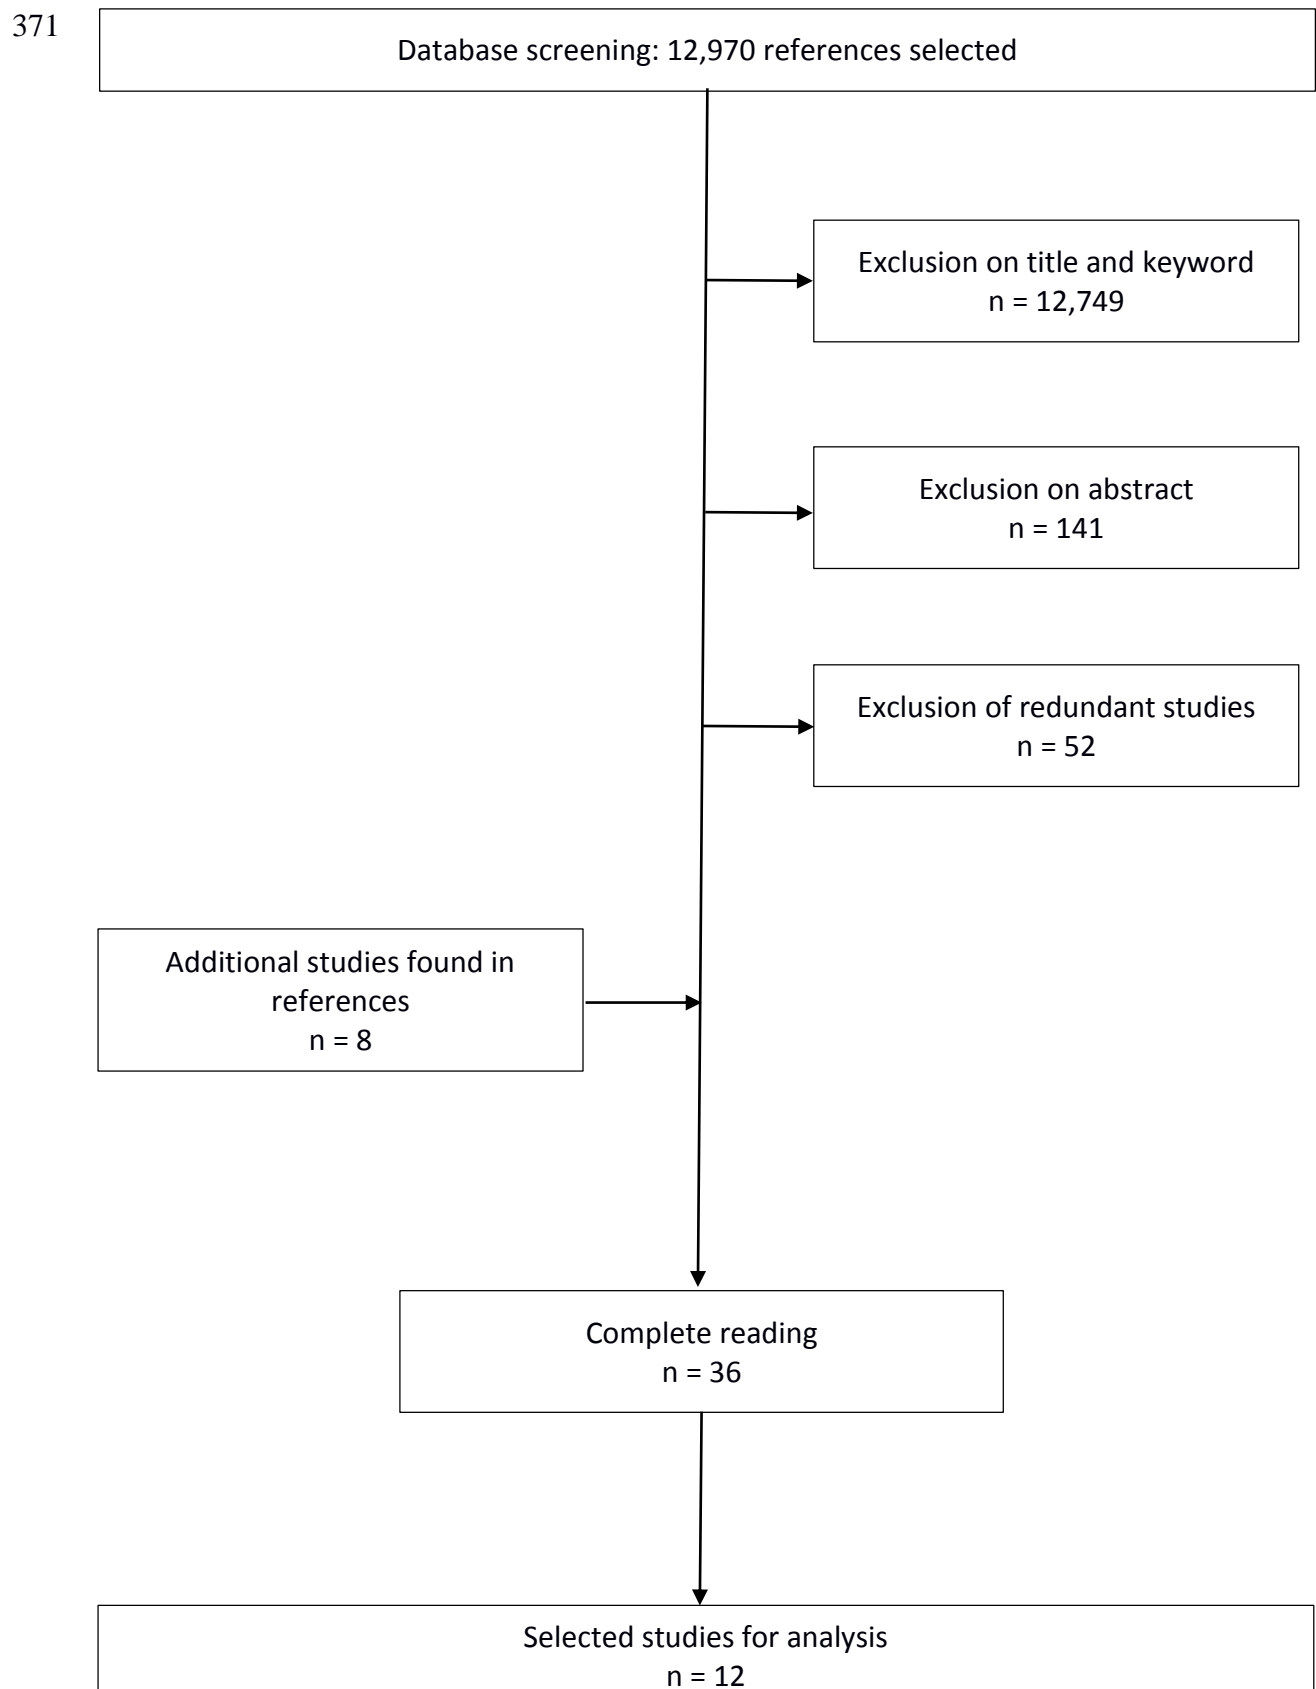 371
Database screening: 12,970 references selected
Exclusion on title and keyword
n = 12,749
Exclusion on abstract
n = 141
Exclusion of redundant studies
n = 52
Additional studies found in
references
n = 8
Complete reading
n = 36
Selected studies for analysis
n = 12